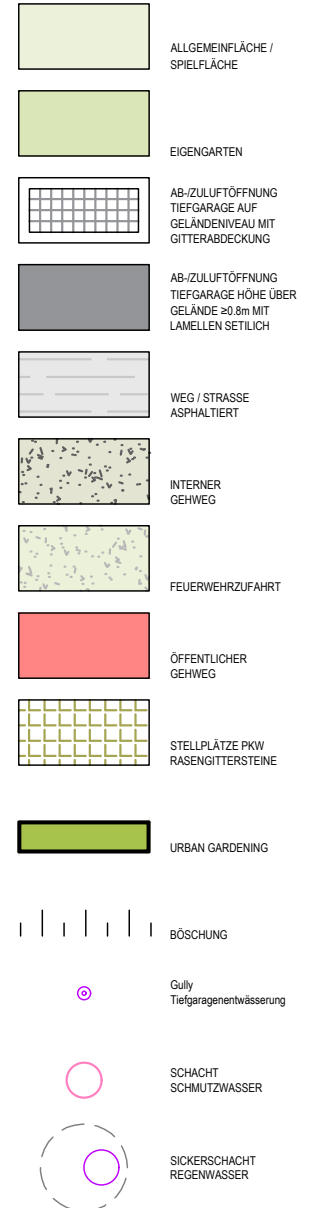 ALLGEMEINFLÄCHE /
SPIELFLÄCHE
EIGENGARTEN
AB-/ZULUFTÖFFNUNG
TIEFGARAGE AUF
GELÄNDENIVEAU MIT
GITTERABDECKUNG
AB-/ZULUFTÖFFNUNG
TIEFGARAGE HÖHE ÜBER
GELÄNDE ≥0.8m MIT
LAMELLEN SETILICH
WEG / STRASSE
ASPHALTIERT
INTERNER
GEHWEG
FEUERWEHRZUFAHRT
ÖFFENTLICHER
GEHWEG
STELLPLÄTZE PKW
RASENGITTERSTEINE
URBAN GARDENING
BÖSCHUNG
Gully
Tiefgaragenentwässerung
SCHACHT
SCHMUTZWASSER
SICKERSCHACHT
REGENWASSER